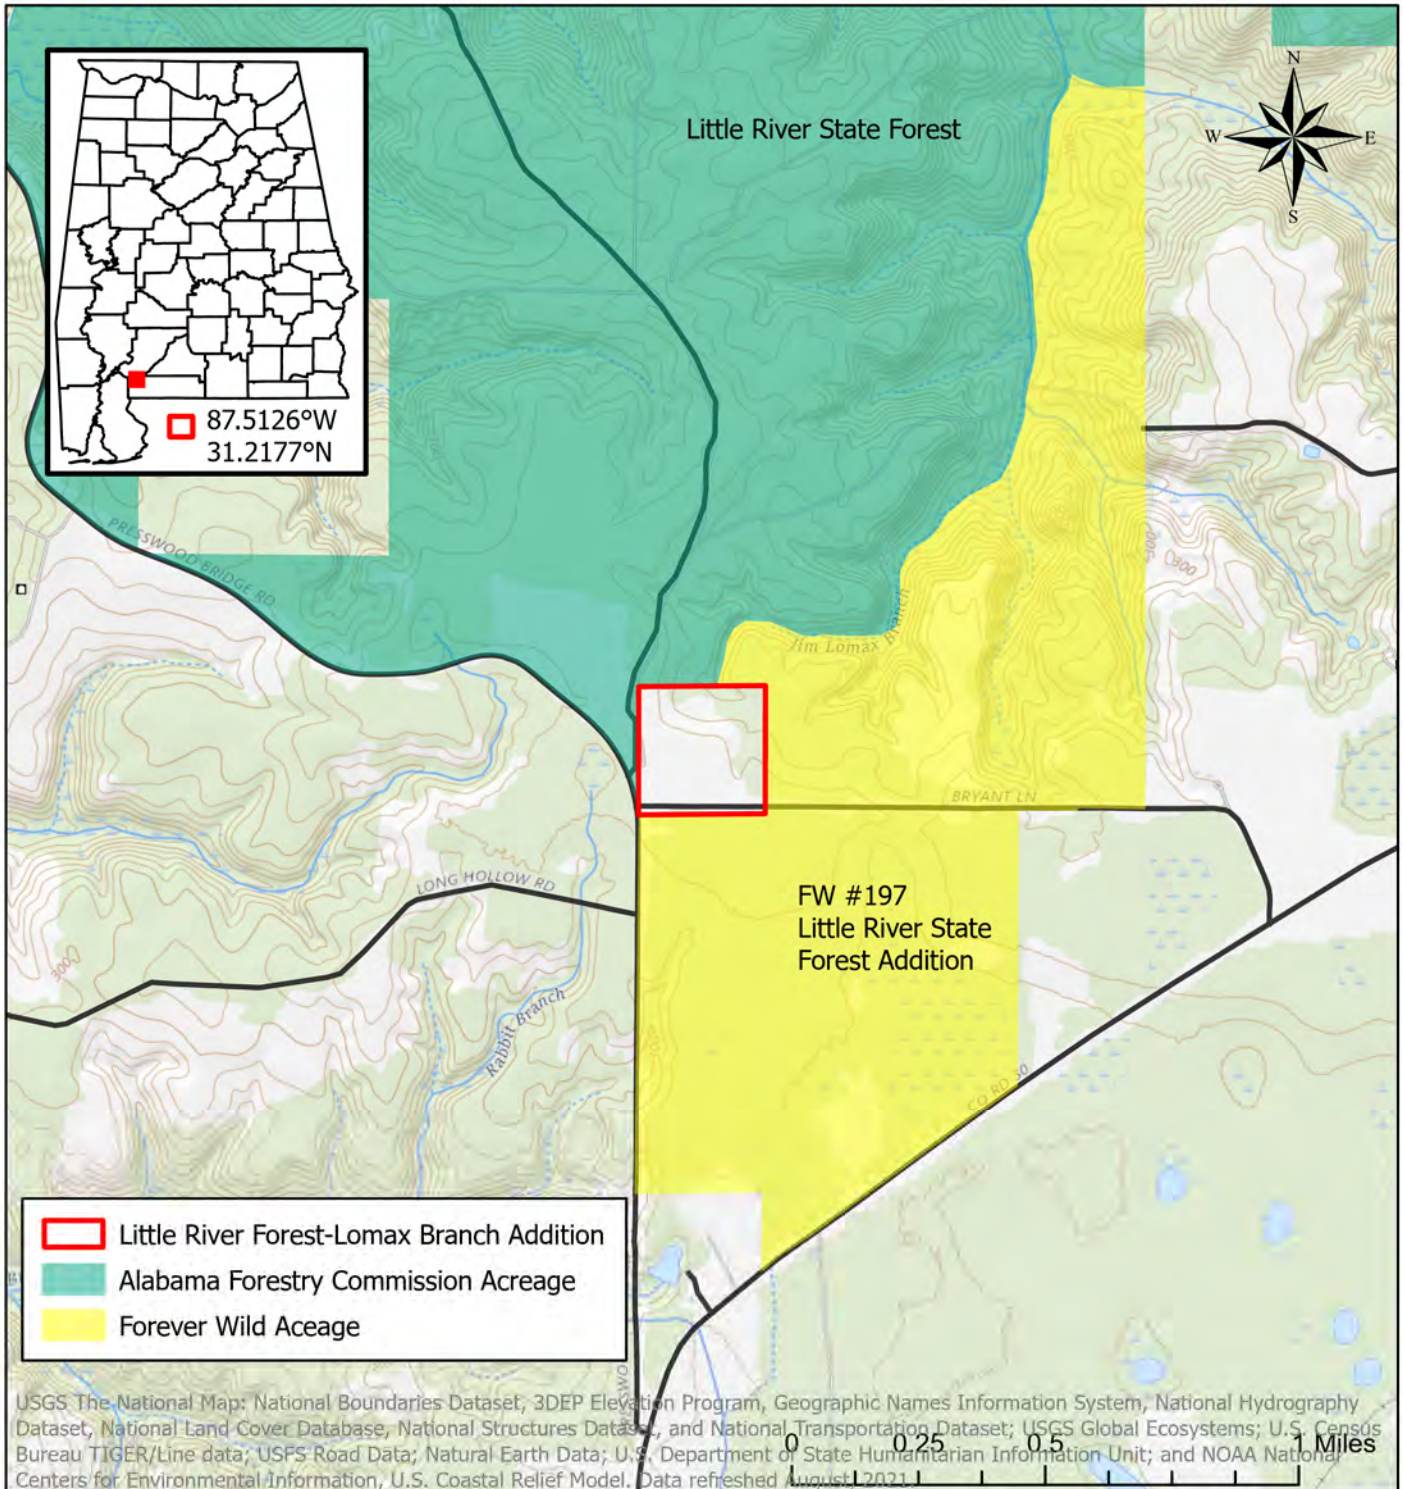 Little River State Forest
N
W
E
S
87.5126°W
31.2177°N
PRESSWOOD BRIDGE RD
Jim Lomax Branch
BRYANT LN
LONG HOLLOW RD
FW #197
Little River State
Forest Addition
300
Rabbit Branch
CO RD 30
Little River Forest-Lomax Branch Addition
Alabama Forestry Commission Acreage
Forever Wild Aceage
USGS The National Map: National Boundaries Dataset, 3DEP Elevation Program, Geographic Names Information System, National Hydrography
Dataset, National Land Cover Database, National Structures Dataset, and National Transportation Dataset; USGS Global Ecosystems; U.S. Census
Bureau TIGER/Line data; USFS Road Data; Natural Earth Data; U.S. Department of State Humanitarian Information Unit; and NOAA National
Centers for Environmental Information, U.S. Coastal Relief Model. Data refreshed August, 2021.
0 0.25 0.5 1 Miles